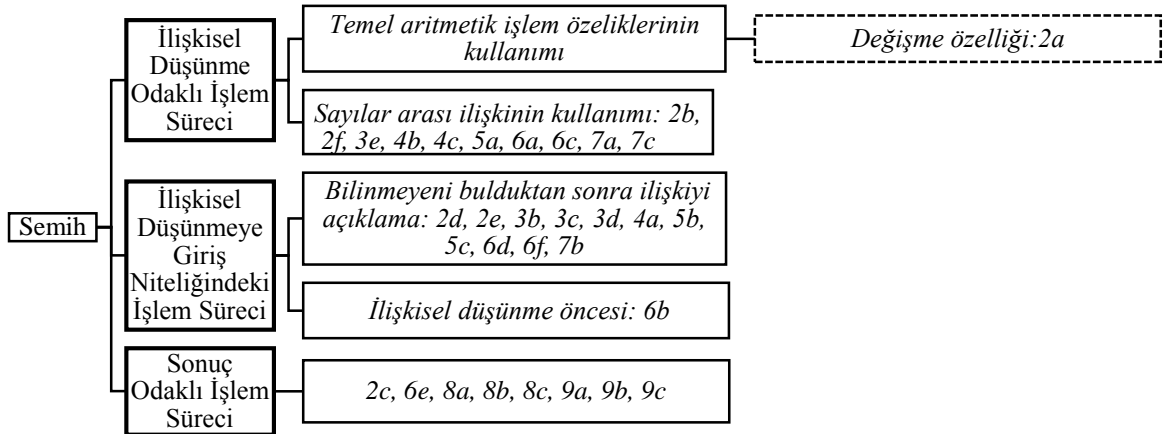 Semih
İlişkisel
Düşünme
Odaklı İşlem
Süreci
Temel aritmetik işlem özeliklerinin
kullanımı
Değişme özelliği:2a
Sayılar arası ilişkinin kullanımı: 2b,
2f, 3e, 4b, 4c, 5a, 6a, 6c, 7a, 7c
İlişkisel
Düşünmeye
Giriş
Niteliğindeki
İşlem Süreci
Bilinmeyeni bulduktan sonra ilişkiyi
açıklama: 2d, 2e, 3b, 3c, 3d, 4a, 5b,
5c, 6d, 6f, 7b
İlişkisel düşünme öncesi: 6b
Sonuç
Odaklı İşlem
Süreci
2c, 6e, 8a, 8b, 8c, 9a, 9b, 9c